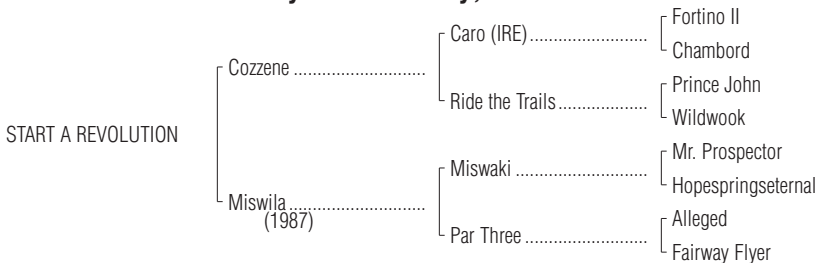 Fortino II
Caro (IRE)..............................
Chambord
Cozzene ............................
Prince John
Ride the Trails....................
Wildwook
START A REVOLUTION
Mr. Prospector
Miswaki .............................
Hopespringseternal
Miswila..............................
(1987)
Alleged
Par Three ...........................
Fairway Flyer